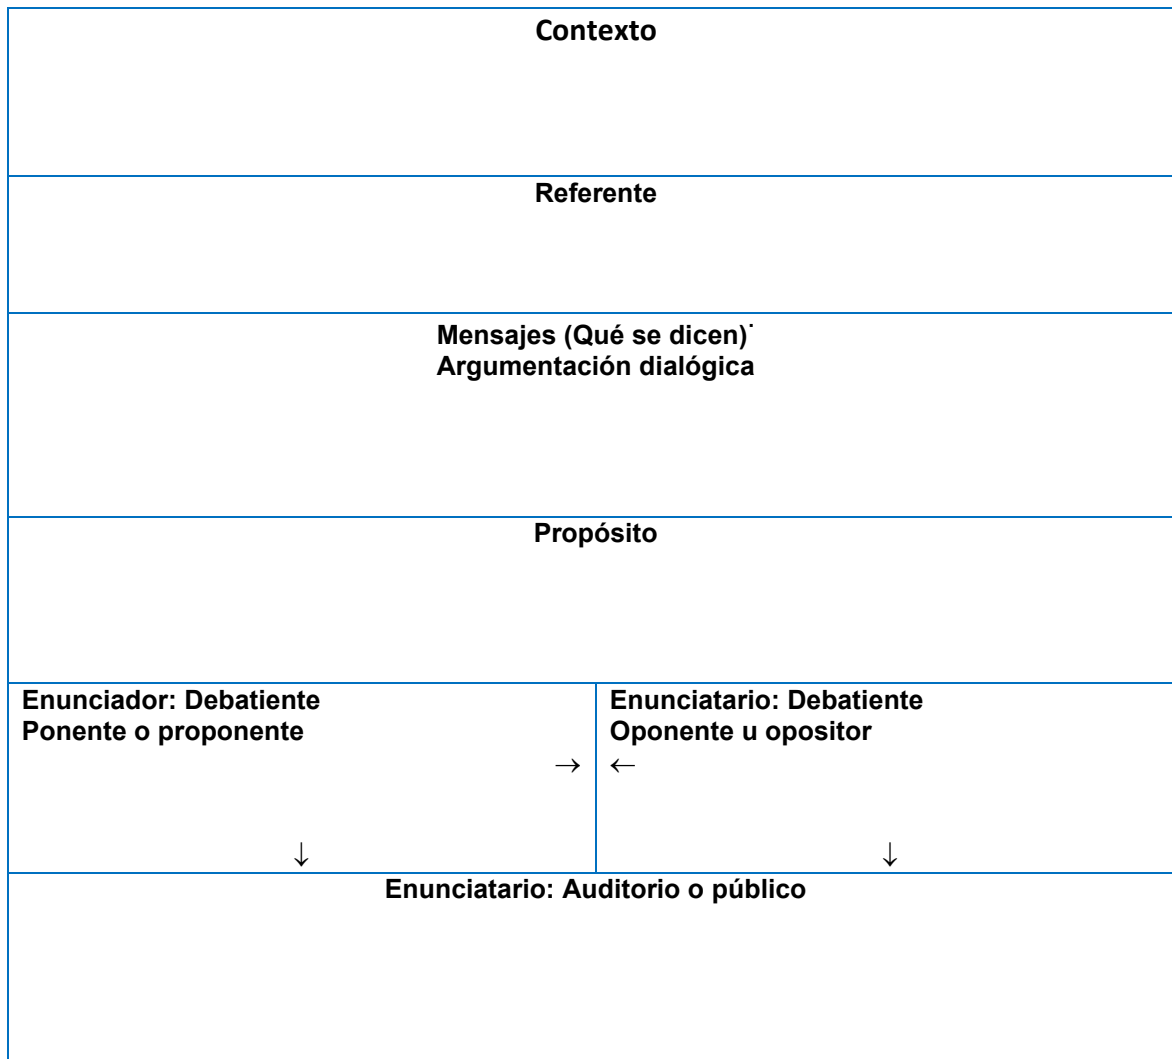 Contexto
Referente
Mensajes (Qué se dicen)˙
Argumentación dialógica
Propósito
Enunciador: Debatiente
Ponente o proponente
→
↓
Enunciatario: Debatiente
Oponente u opositor
←
↓
Enunciatario: Auditorio o público